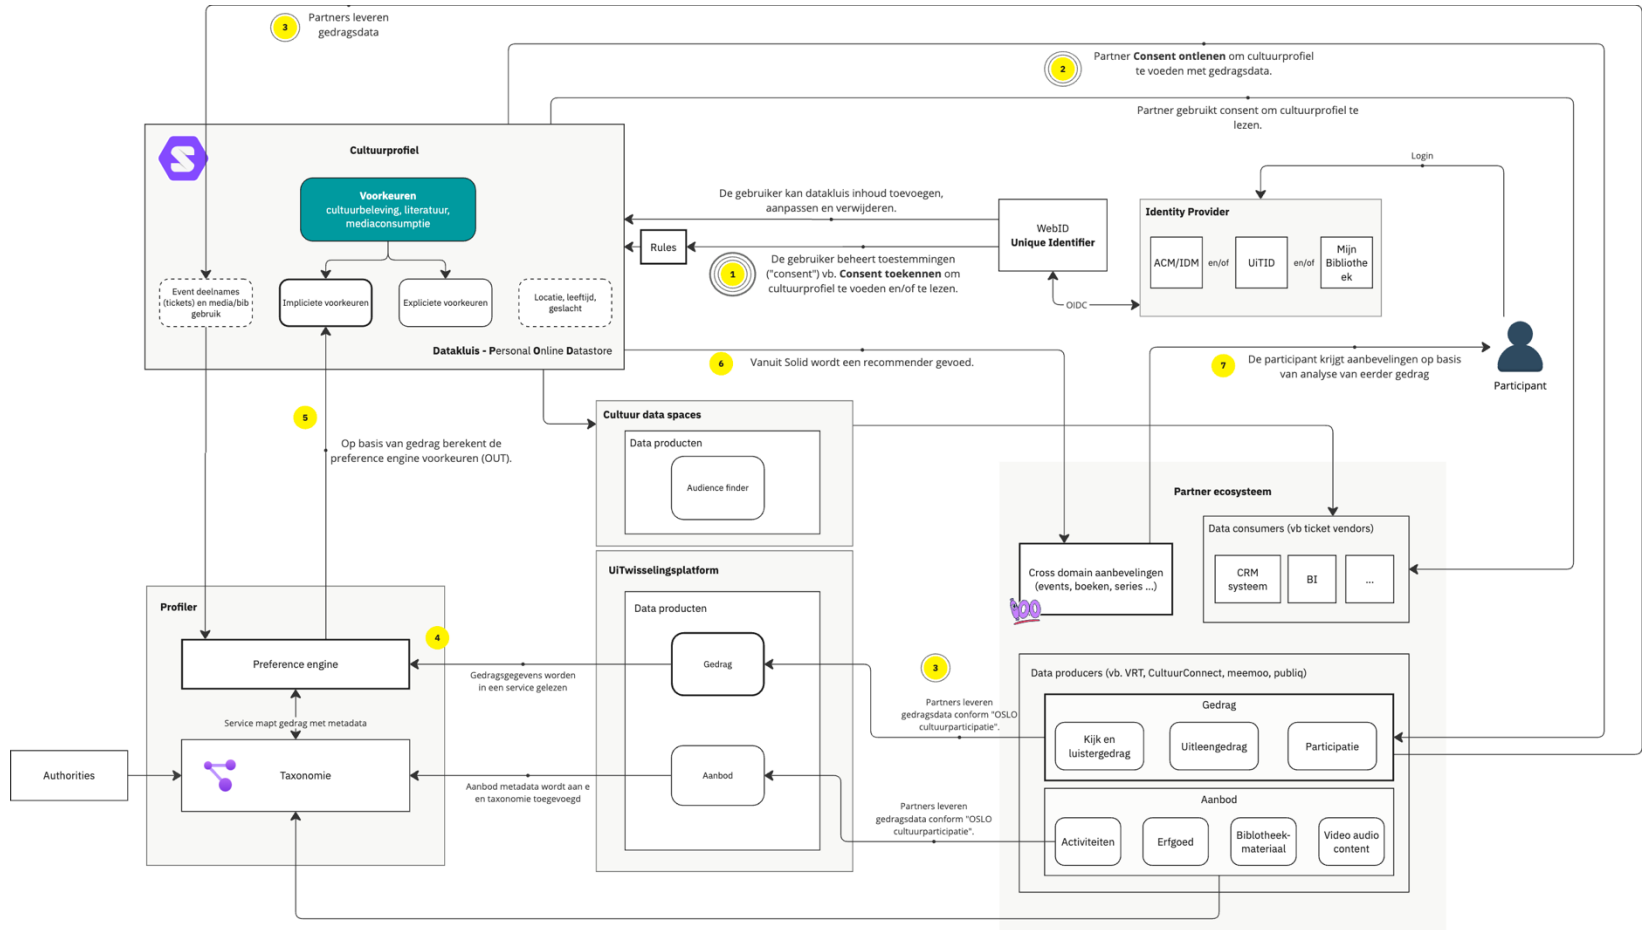 3
Partners leveren
gedragsdata
2
Partner Consent ontlenen om cultuurprofiel
te voeden met gedragsdata.
Partner gebruikt consent om cultuurprofiel te
lezen.
Login
Cultuurprofiel
Voorkeuren
cultuurbeleving, literatuur,
mediaconsumptie
Event deelnames
(tickets) en media/bib
gebruik
Impliciete voorkeuren
Expliciete voorkeuren
Locatie, leeftijd,
geslacht
Datakluis - Personal Online Datastore
De gebruiker kan datakluis inhoud toevoegen,
aanpassen en verwijderen.
Rules
1
De gebruiker beheert toestemmingen
("consent") vb. Consent toekennen om
cultuurprofiel te voeden en/of te lezen.
WebID
Unique Identifier
OIDC
Identity Provider
ACM/IDM
en/of
UiTID
en/of
Mijn
Bibliothe
ek
Participant
6
Vanuit Solid wordt een recommender gevoed.
7
De participant krijgt aanbevelingen op basis
van analyse van eerder gedrag
5
Op basis van gedrag berekent de
preference engine voorkeuren (OUT).
Cultuur data spaces
Data producten
Audience finder
Partner ecosysteem
Cross domain aanbevelingen
(events, boeken, series ...)
Data consumers (vb ticket vendors)
CRM
systeem
BI
...
UiTwisselingsplatform
Data producten
Gedrag
Aanbod
Profiler
4
Preference engine
Service mapt gedrag met metadata
Taxonomie
Authorities
Gedragsgegevens worden
in een service gelezen
Aanbod metadata wordt aan e
en taxonomie toegevoegd
3
Partners leveren
gedragsdata conform "OSLO
cultuurparticipatie".
Partners leveren
gedragsdata conform "OSLO
cultuurparticipatie".
Data producers (vb. VRT, CultuurConnect, meemoo, publiq)
Gedrag
Kijk en
luistergedrag
Uitleengedrag
Participatie
Aanbod
Activiteiten
Erfgoed
Biblotheek-
materiaal
Video audio
content